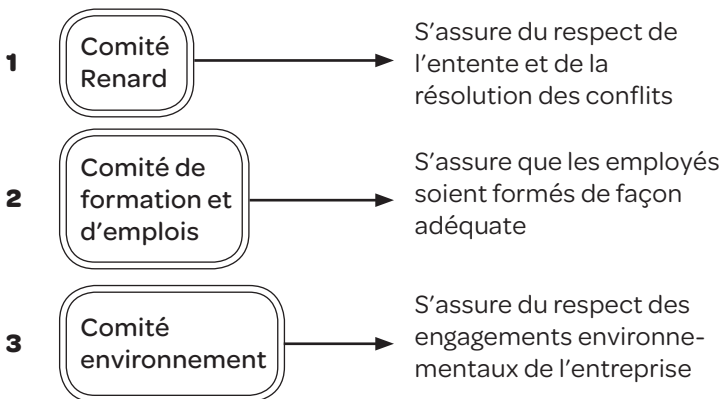 1
Comité
Renard
S’assure du respect de
l’entente et de la
résolution des conflits
2
Comité de
formation et
d’emplois
S’assure que les employés
soient formés de façon
adéquate
3
Comité
environnement
S’assure du respect des
engagements environne-
mentaux de l’entreprise